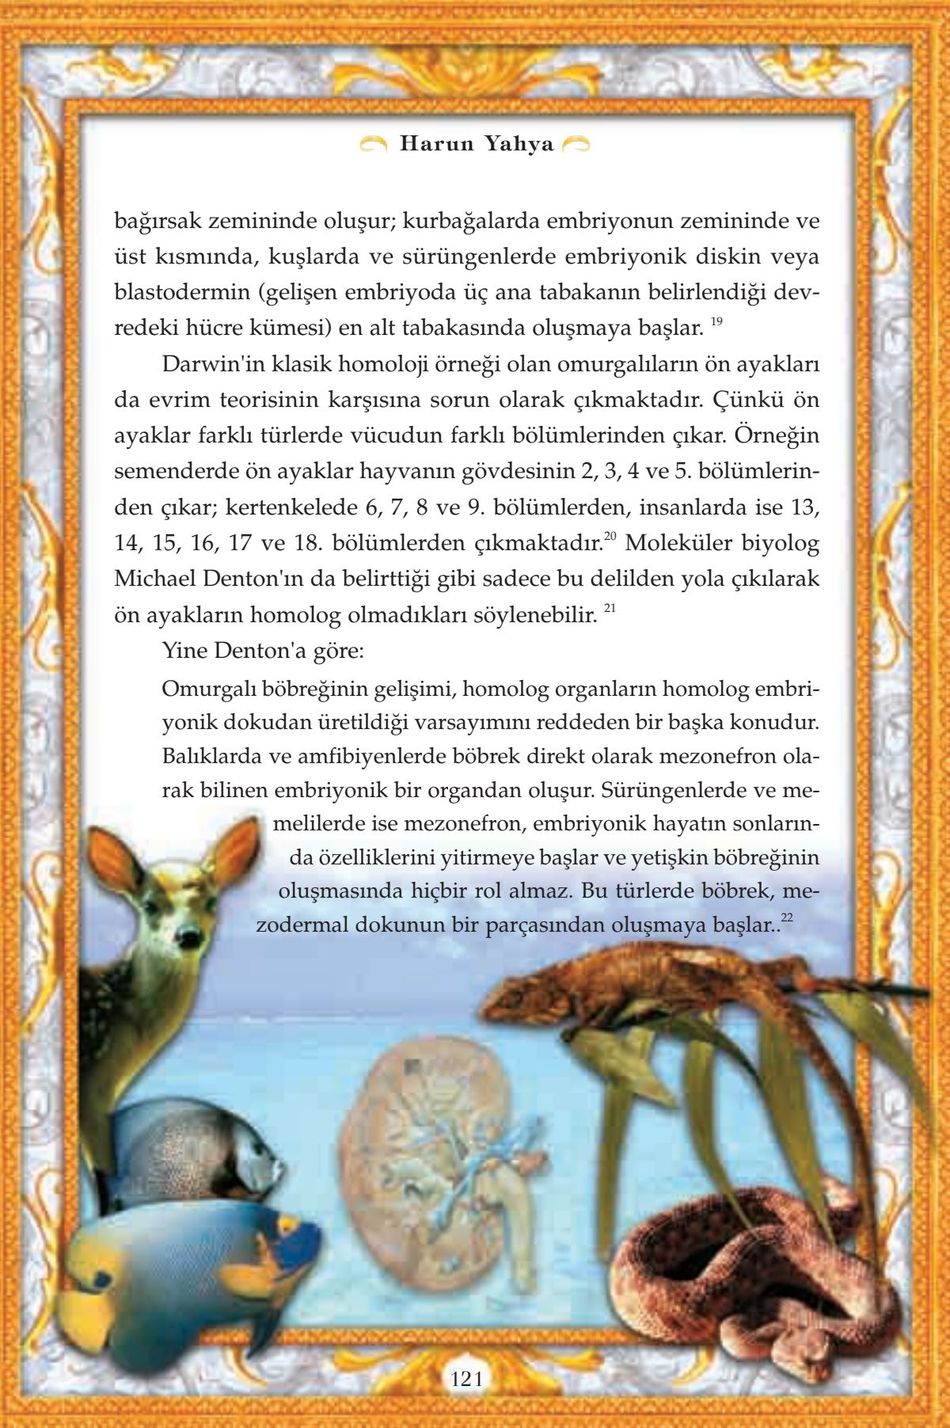 Harun Yahya
bağırsak zemininde oluşur; kurbağalarda embriyonun zemininde ve
üst kısmında, kuşlarda ve sürüngenlerde embriyonik diskin veya
blastodermin (gelişen embriyoda üç ana tabakanın belirlendiği dev-
redeki hücre kümesi) en alt tabakasında oluşmaya başlar. 19
Darwin'in klasik homoloji örneği olan omurgalıların ön ayakları
da evrim teorisinin karşısına sorun olarak çıkmaktadır. Çünkü ön
ayaklar farklı türlerde vücudun farklı bölümlerinden çıkar. Örneğin
semenderde ön ayaklar hayvanın gövdesinin 2, 3, 4 ve 5. bölümlerin-
den çıkar; kertenkelede 6, 7, 8 ve 9. bölümlerden, insanlarda ise 13,
14, 15, 16, 17 ve 18. bölümlerden çıkmaktadır.20 Moleküler biyolog
Michael Denton'ın da belirttiği gibi sadece bu delilden yola çıkılarak
ön ayakların homolog olmadıkları söylenebilir. 21
Yine Denton'a göre:
Omurgalı böbreğinin gelişimi, homolog organların homolog embri-
yonik dokudan üretildiği varsayımını reddeden bir başka konudur.
Balıklarda ve amfibiyenlerde böbrek direkt olarak mezonefron ola-
rak bilinen embriyonik bir organdan oluşur. Sürüngenlerde ve me-
melilerde ise mezonefron, embriyonik hayatın sonların-
da özelliklerini yitirmeye başlar ve yetişkin böbreğinin
oluşmasında hiçbir rol almaz. Bu türlerde böbrek, me-
zodermal dokunun bir parçasından oluşmaya başlar..22
121